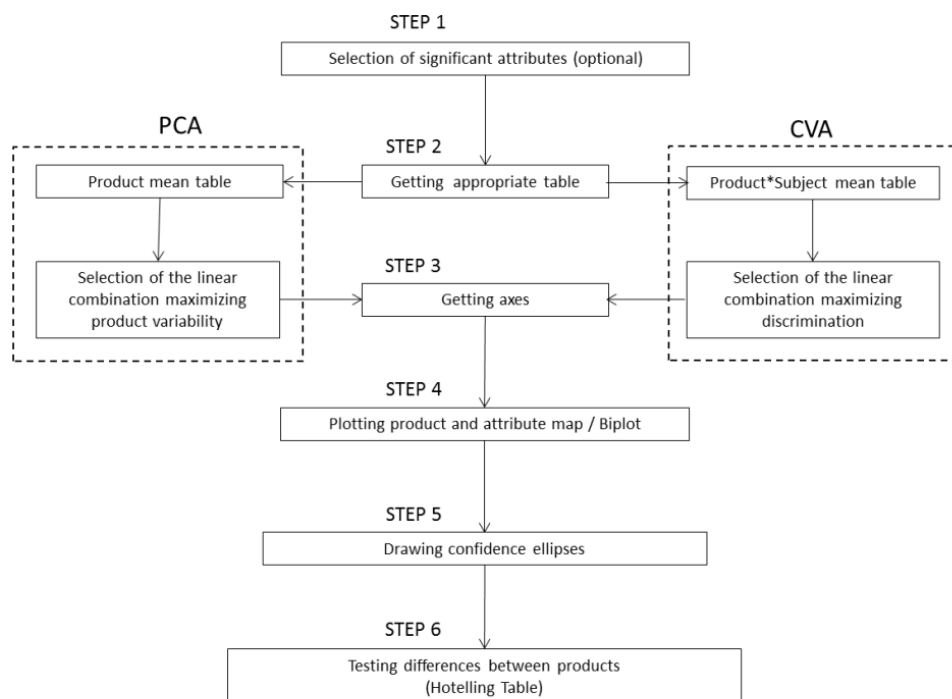 STEP 1
Selection of significant attributes (optional)
PCA
CVA
STEP 2
Product mean table
Getting appropriate table
Product*Subject mean table
STEP 3
Selection of the linear
combination maximizing
product variability
Getting axes
Selection of the linear
combination maximizing
discrimination
STEP 4
Plotting product and attribute map / Biplot
STEP 5
Drawing confidence ellipses
STEP 6
Testing differences between products
(Hotelling Table)